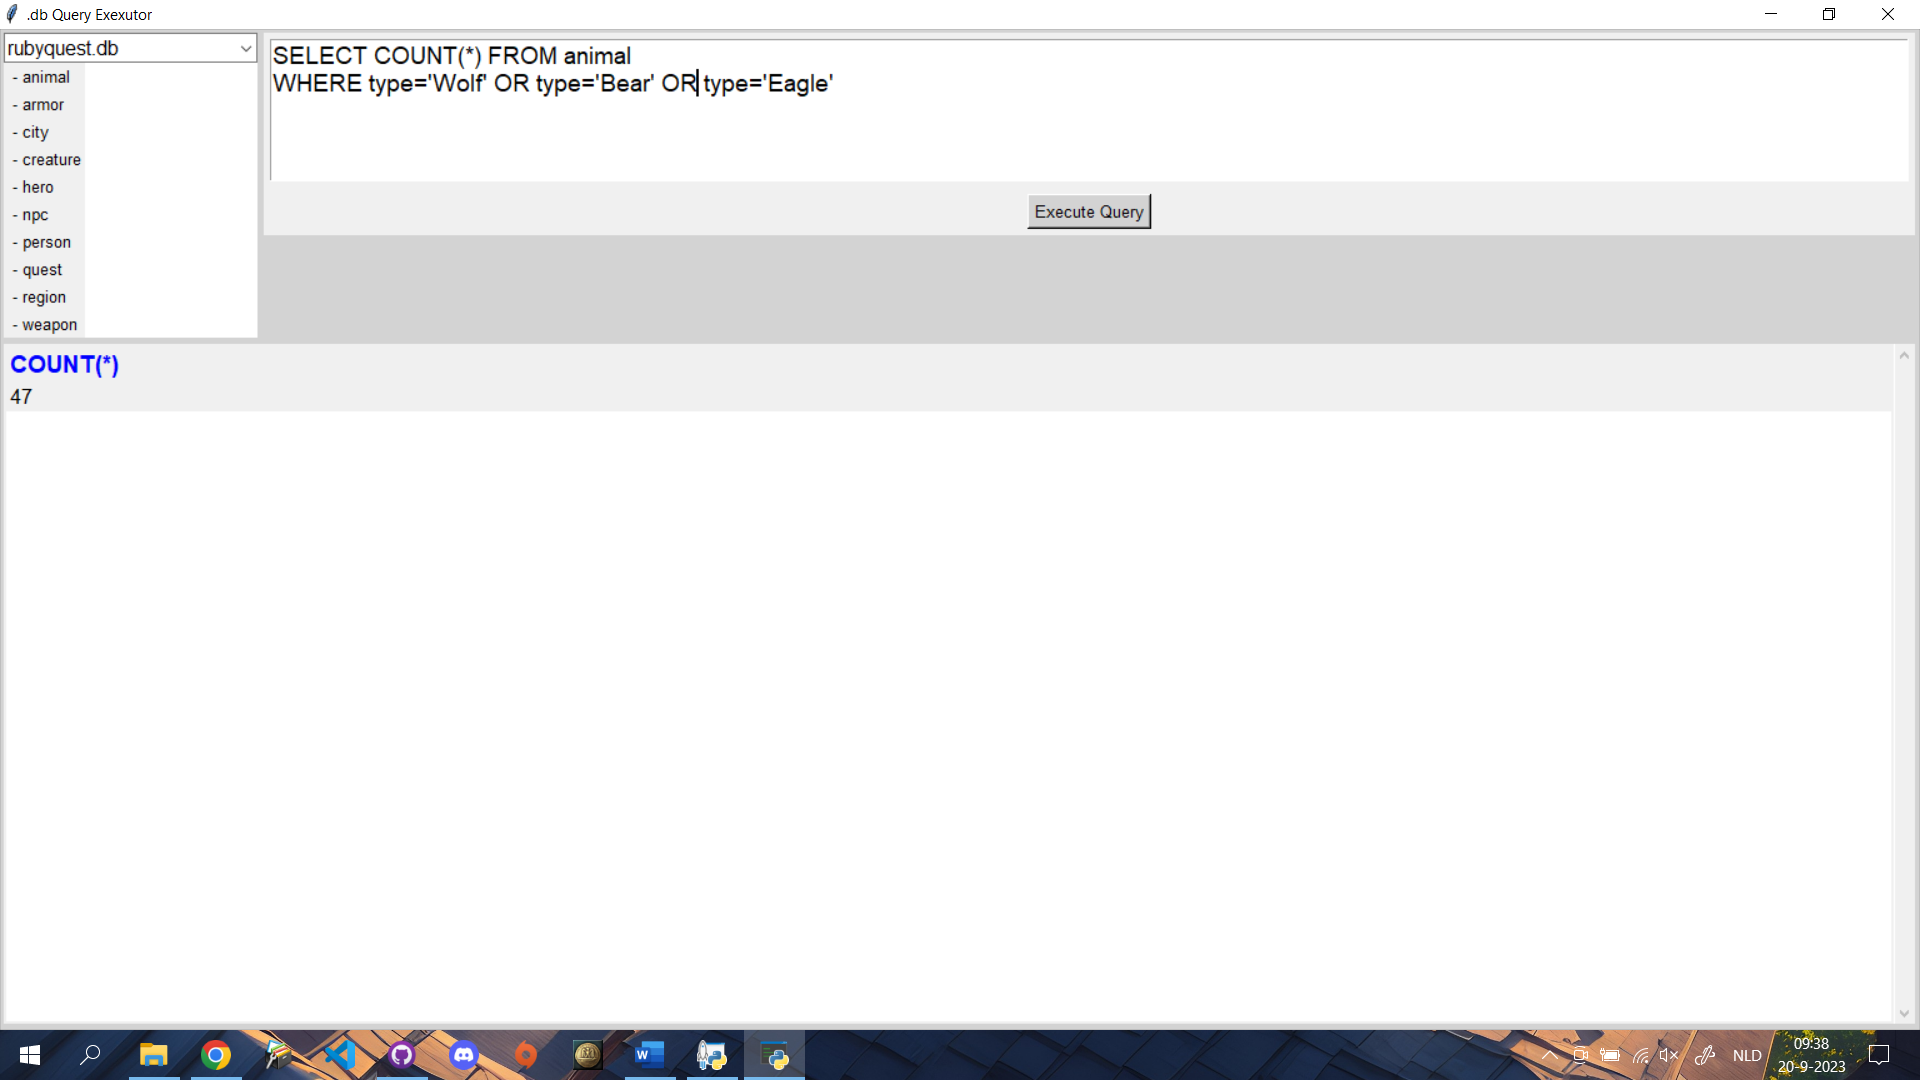 .db Query Exexutor
rubyquest.db
- animal
- armor
- city
- creature
- hero
- npc
- person
- quest
- region
- weapon
SELECT COUNT(*) FROM animal
WHERE type='Wolf' OR type='Bear' OR type='Eagle'
Execute Query
COUNT(*)
47
W
NLD
09:38
20-9-2023